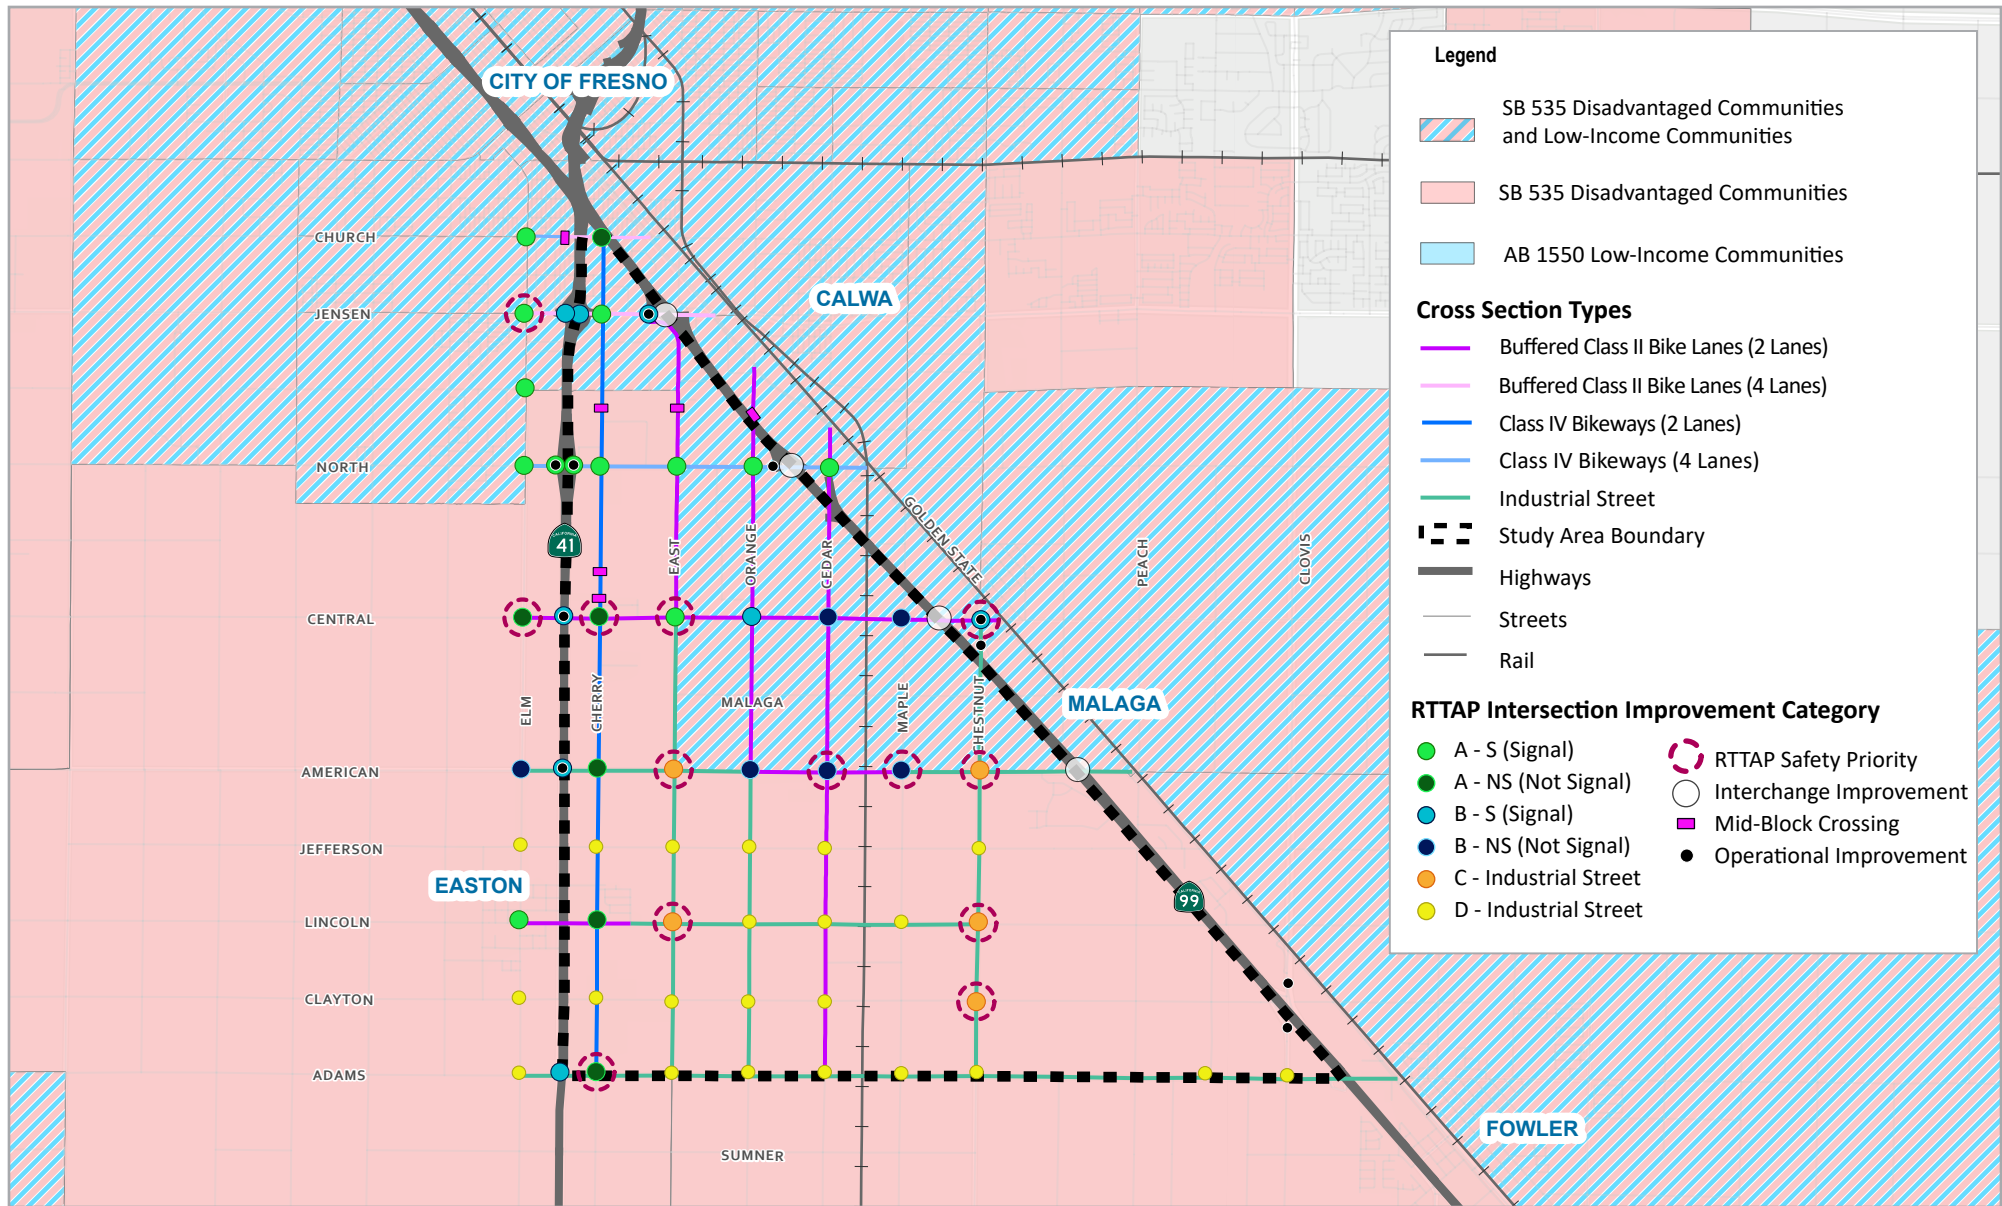 CITY OF FRESNO
CHURCH
JENSEN
CALWA
NORTH
CALIFORNIA
41
EAST
ORANGE
CEDAR
GOLDEN STATE
PEACH
CLOVIS
CENTRAL
ELM
CHERRY
MALAGA
MAPLE
CHESTNUT
MALAGA
AMERICAN
JEFFERSON
EASTON
CALIFORNIA
99
LINCOLN
CLAYTON
ADAMS
FOWLER
SUMNER
Legend
SB 535 Disadvantaged Communities
and Low-Income Communities
SB 535 Disadvantaged Communities
AB 1550 Low-Income Communities
Cross Section Types
Buffered Class II Bike Lanes (2 Lanes)
Buffered Class II Bike Lanes (4 Lanes)
Class IV Bikeways (2 Lanes)
Class IV Bikeways (4 Lanes)
Industrial Street
Study Area Boundary
Highways
Streets
Rail
RTTAP Intersection Improvement Category
A - S (Signal)
A - NS (Not Signal)
B - S (Signal)
B - NS (Not Signal)
C - Industrial Street
D - Industrial Street
RTTAP Safety Priority
Interchange Improvement
Mid-Block Crossing
Operational Improvement